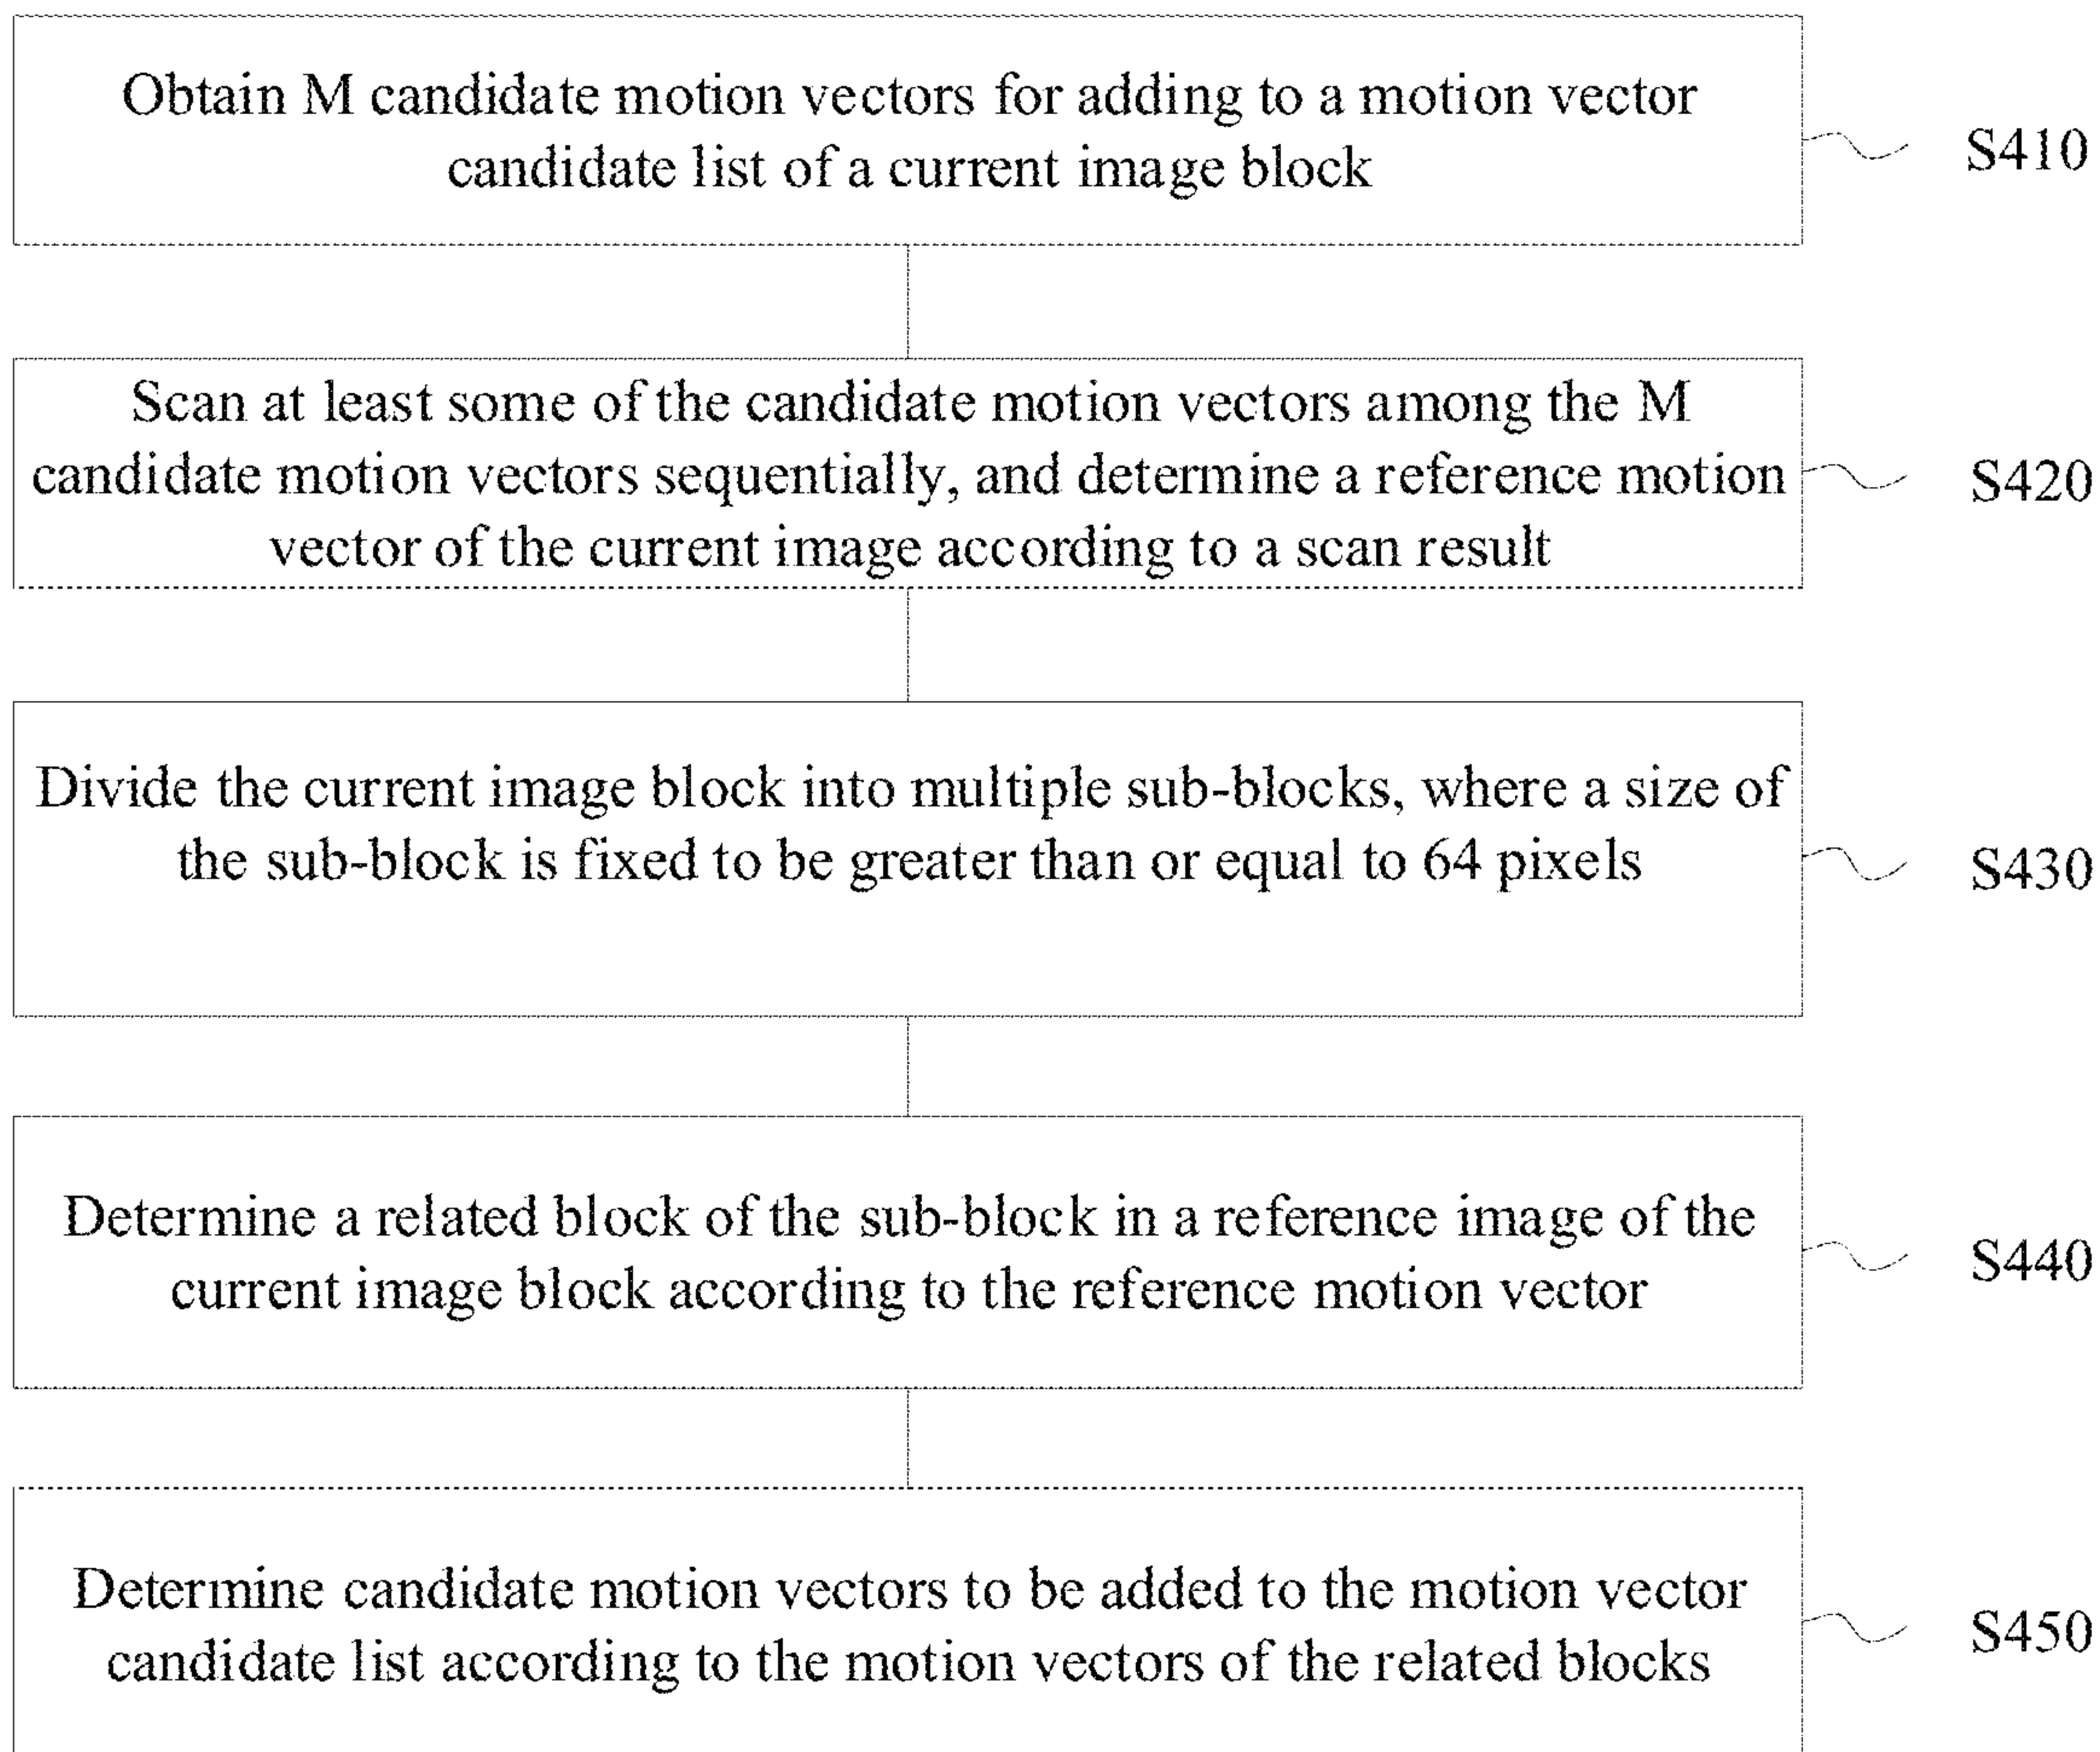 Obtain M candidate motion vectors for adding to a motion vector
candidate list of a current image block
S410
Scan at least some of the candidate motion vectors among the M
candidate motion vectors sequentially, and determine a reference motion
vector of the current image according to a scan result
S420
Divide the current image block into multiple sub-blocks, where a size of
the sub-block is fixed to be greater than or equal to 64 pixels
S430
Determine a related block of the sub-block in a reference image of the
current image block according to the reference motion vector
S440
Determine candidate motion vectors to be added to the motion vector
candidate list according to the motion vectors of the related blocks
S450